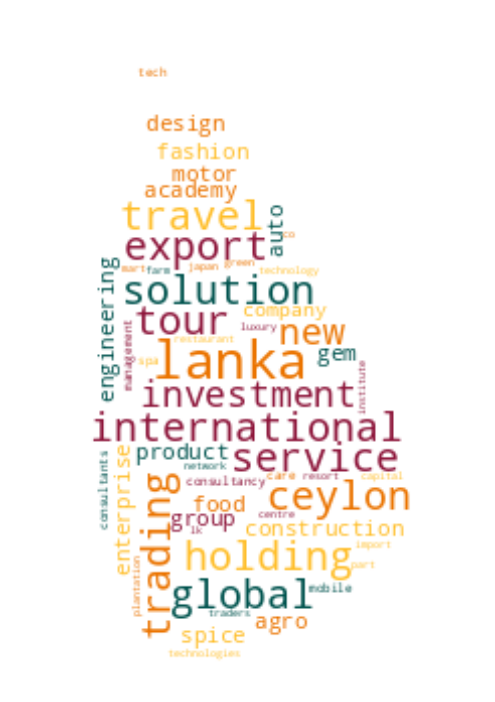 tech
design
fashion
motor
academy
travel
auto
co
export
engineering
mart
farm
japan
green
technology
solution
company
tour
management
luxury
new
restaurant
gem
spa
lanka
institute
investment
international
product
service
consultants
enterprise
network
consultancy
care
resort
capital
trading
food
ceylon
group
centre
lk
construction
holding
import
part
plantation
global
mobile
traders
agro
spice
technologies